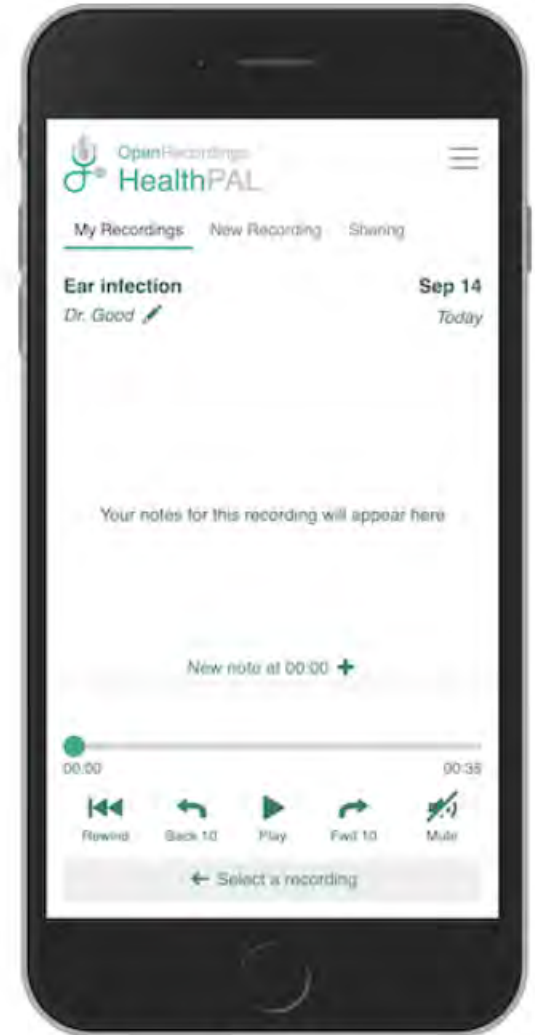 OpenRecordings
HealthPAL
My Recordings New Recording Sharing
Ear infection Sep 14
Dr. Good Today
Your notes for this recording will appear here
New note at 00:00
00:00 00:35
Rewind Back 10 Play Fwd 10 Mute
Select a recording